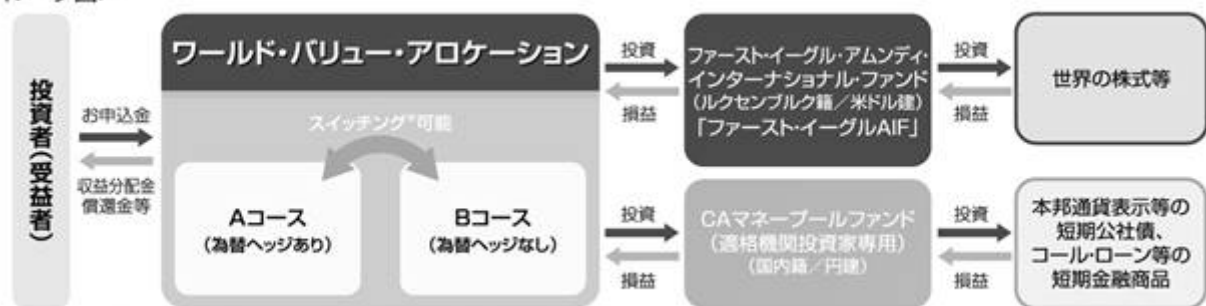 投資者(受益者)
お申込金
収益分配金
償還金等
ワールド・バリュー・アロケーション
スイッチング*可能
Aコース
(為替ヘッジあり)
Bコース
(為替ヘッジなし)
投資
損益
ファースト・イーグル・アムンディ・
インターナショナル・ファンド
(ルクセンブルク籍/米ドル建)
「ファースト・イーグルAIF」
投資
損益
世界の株式等
投資
損益
CAマネープールファンド
(適格機関投資家専用)
(国内籍/円建)
投資
損益
本邦通貨表示等の
短期公社債、
コール・ローン等の
短期金融商品